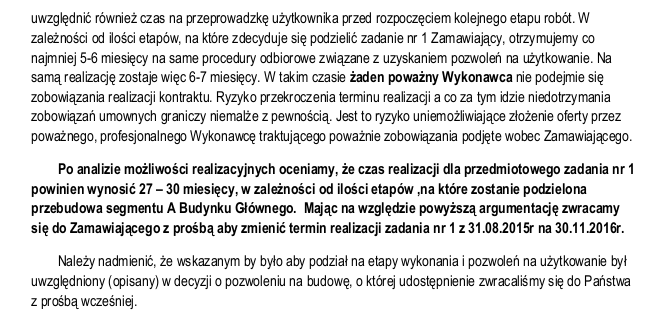 uwzględnić również czas na przeprowadzkę użytkownika przed rozpoczęciem kolejnego etapu robót. W
zależności od ilości etapów, na które zdecyduje się podzielić zadanie nr 1 Zamawiający, otrzymujemy co
najmniej 5-6 miesięcy na same procedury odbiorowe związane z uzyskaniem pozwoleń na użytkowanie. Na
samą realizację zostaje więc 6-7 miesięcy. W takim czasie żaden poważny Wykonawca nie podejmie się
zobowiązania realizacji kontraktu. Ryzyko przekroczenia terminu realizacji a co za tym idzie niedotrzymania
zobowiązań umownych graniczy niemalże z pewnością. Jest to ryzyko uniemożliwiające złożenie oferty przez
poważnego, profesjonalnego Wykonawcę traktującego poważnie zobowiązania podjęte wobec Zamawiającego.
Po analizie możliwości realizacyjnych oceniamy, że czas realizacji dla przedmiotowego zadania nr 1
powinien wynosić 27 – 30 miesięcy, w zależności od ilości etapów ,na które zostanie podzielona
przebudowa segmentu A Budynku Głównego. Mając na względzie powyższą argumentację zwracamy
się do Zamawiającego z prośbą aby zmienić termin realizacji zadania nr 1 z 31.08.2015r na 30.11.2016r.
Należy nadmienić, że wskazanym by było aby podział na etapy wykonania i pozwoleń na użytkowanie był
uwzględniony (opisany) w decyzji o pozwoleniu na budowę, o której udostępnienie zwracaliśmy się do Państwa
z prośbą wcześniej.